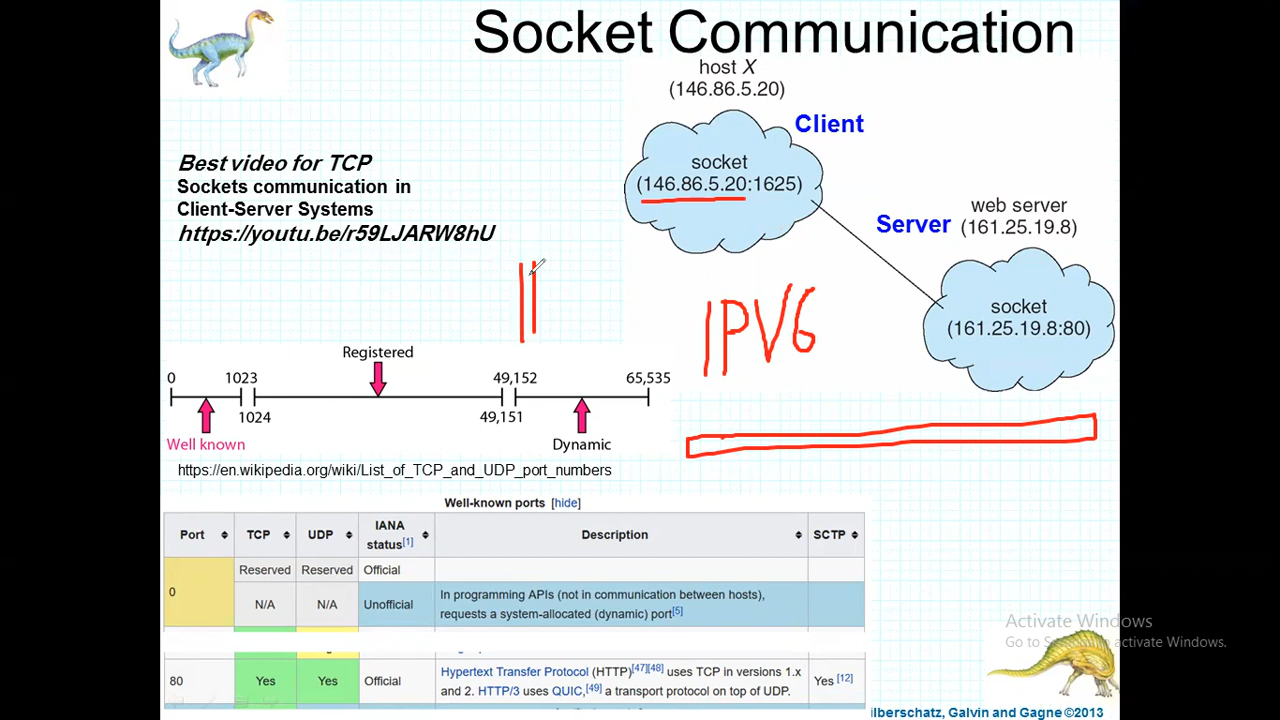 Socket Communication
host X
(146.86.5.20)
Client
socket
(146.86.5.20:1625)
Best video for TCP
Sockets communication in
Client-Server Systems
https://youtu.be/r59LJARW8hU
web server
Server (161.25.19.8)
socket
(161.25.19.8:80)
IPV6
Registered
0 1023 49,152 65,535
1024 49,151
Well known Dynamic
https://en.wikipedia.org/wiki/List_of_TCP_and_UDP_port_numbers
Well-known ports [hide]
Port TCP UDP IANA status[1] Description SCTP
0 Reserved Reserved Official
N/A N/A Unofficial In programming APIs (not in communication between hosts),
requests a system-allocated (dynamic) port[5]
80 Yes Yes Official Hypertext Transfer Protocol (HTTP)[47][48] uses TCP in versions 1.x
and 2. HTTP/3 uses QUIC,[49] a transport protocol on top of UDP. Yes [12]
Activate Windows
Go to activate Windows.
ilberschatz, Galvin and Gagne ©2013